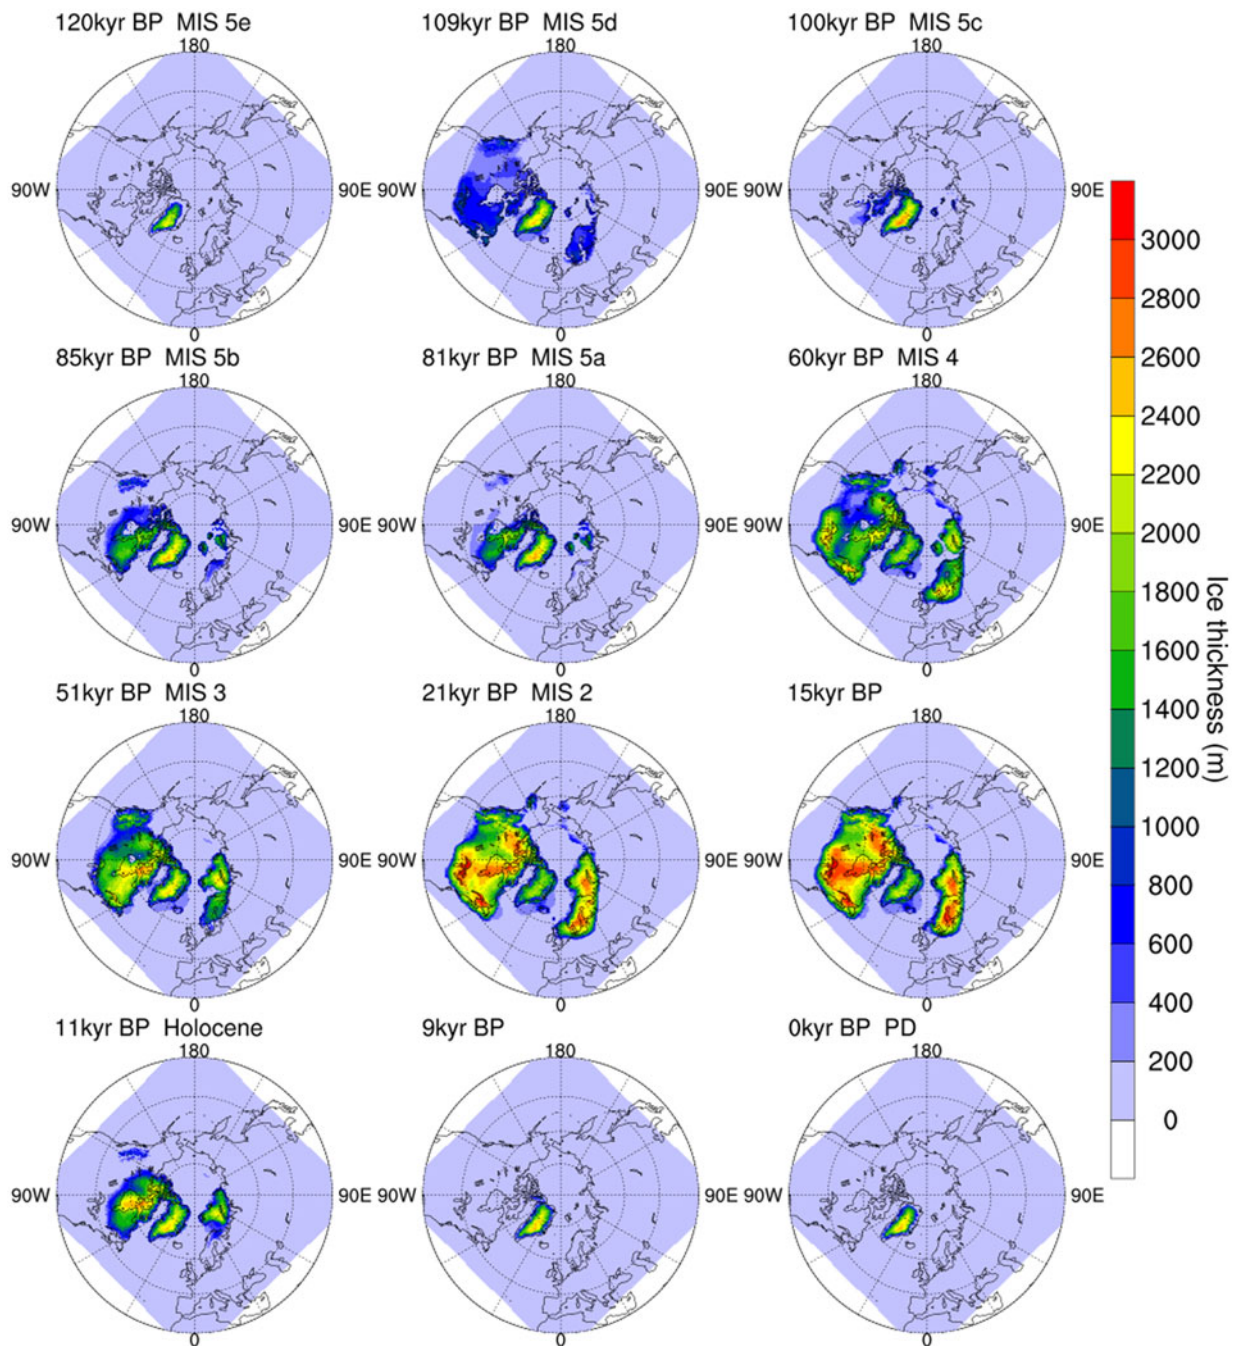 120kyr BP MIS 5e
109kyr BP MIS 5d
100kyr BP MIS 5c
180
180
180
90W
90E
90W
90E
90W
90E
0
0
0
85kyr BP MIS 5b
81kyr BP MIS 5a
60kyr BP MIS 4
180
180
180
90W
90E
90W
90E
90W
90E
0
0
0
51kyr BP MIS 3
21kyr BP MIS 2
15kyr BP
180
180
180
90W
90E
90W
90E
90W
90E
0
0
0
11kyr BP Holocene
9kyr BP
0kyr BP PD
180
180
180
90W
90E
90W
90E
90W
90E
0
0
0
3000
2800
2600
2400
2200
2000
1800
1600
1400
1200
1000
800
600
400
200
0
Ice thickness (m)